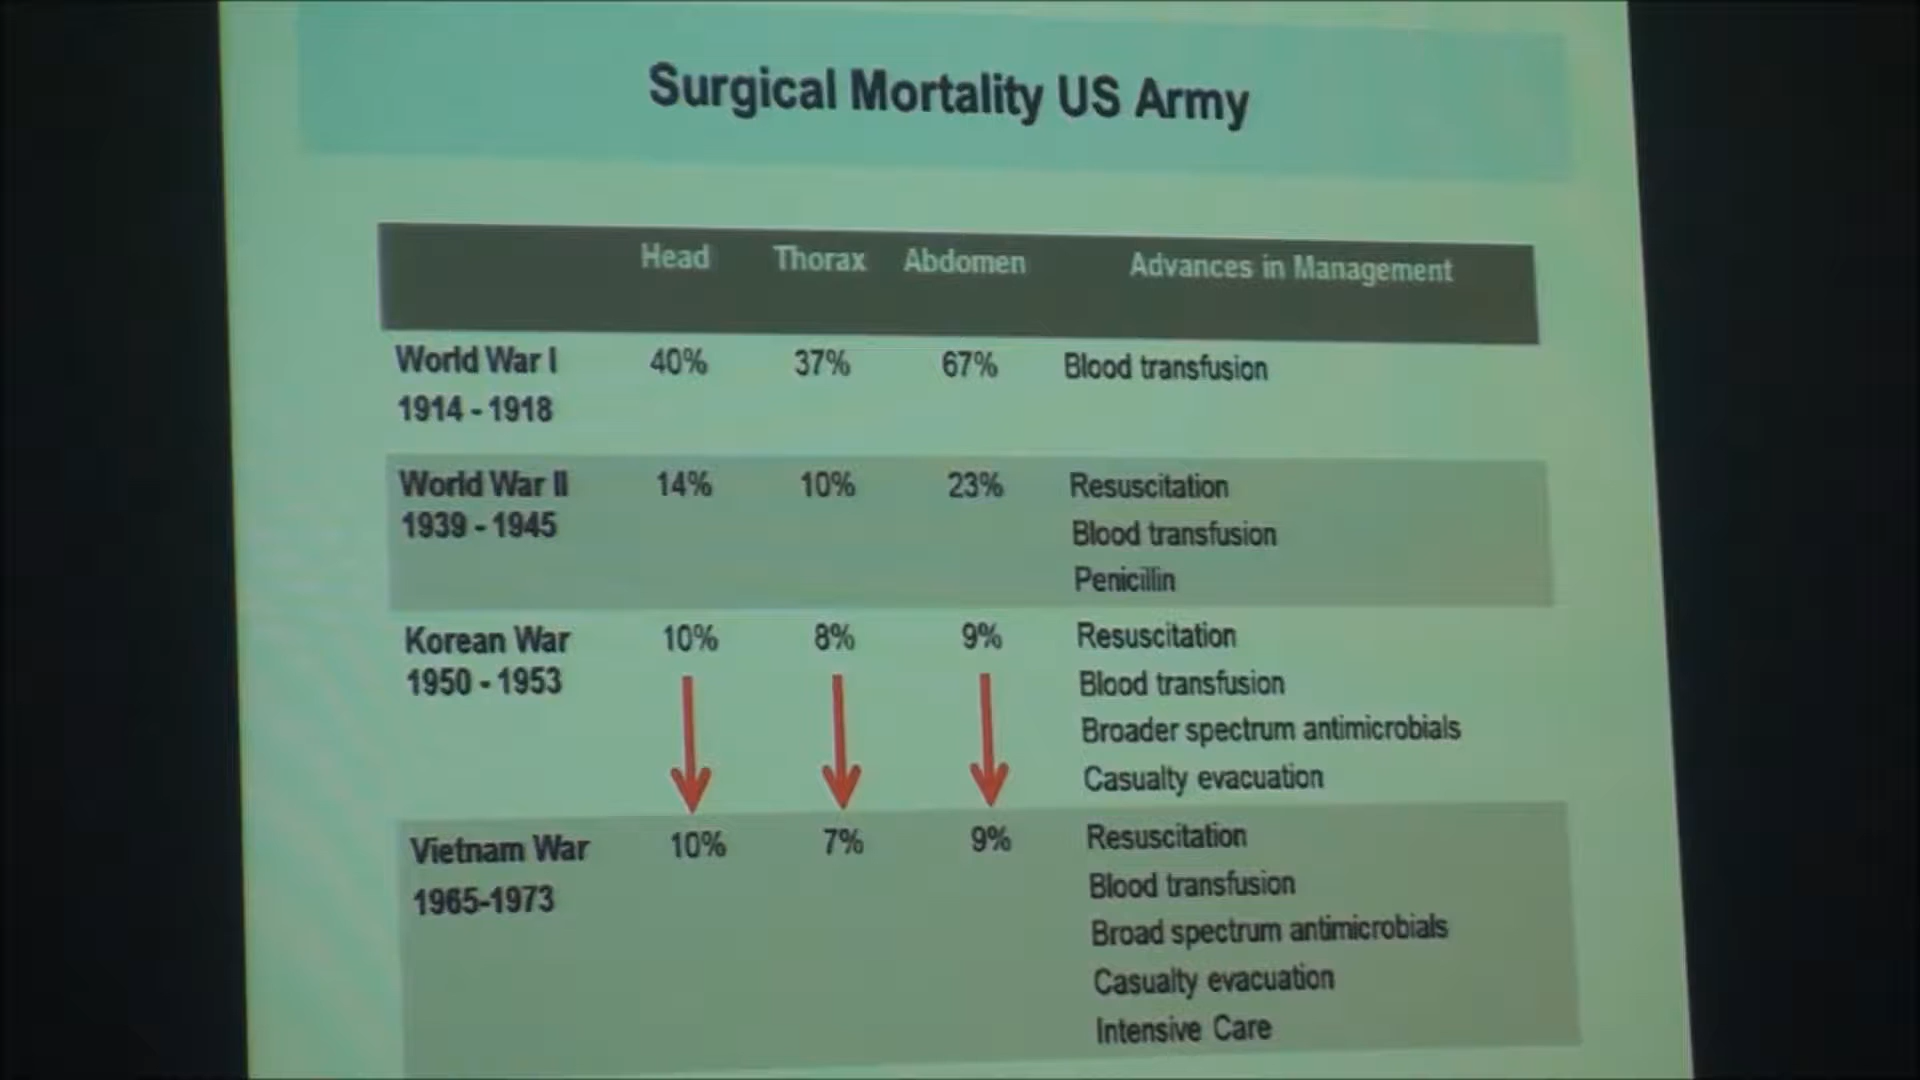 Surgical Mortality US Army
Head Thorax Abdomen Advances in Management
World War I 40% 37% 67% Blood transfusion
1914 - 1918
World War II 14% 10% 23% Resuscitation
1939 - 1945 Blood transfusion
Penicillin
Korean War 10% 8% 9% Resuscitation
1950 - 1953 Blood transfusion
Broader spectrum antimicrobials
Casualty evacuation
Vietnam War 10% 7% 9% Resuscitation
1965-1973 Blood transfusion
Broad spectrum antimicrobials
Casualty evacuation
Intensive Care